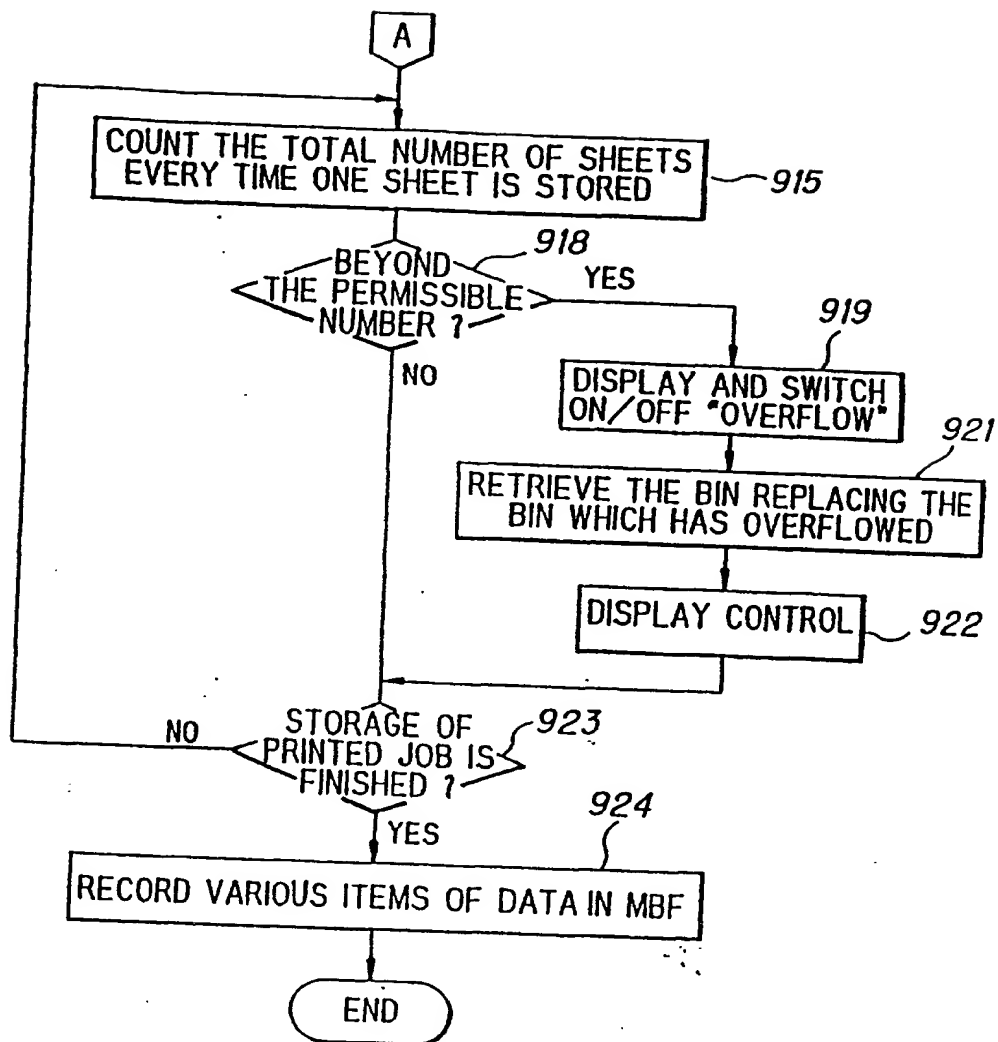 A
COUNT THE TOTAL NUMBER OF SHEETS
EVERY TIME ONE SHEET IS STORED
915
918
BEYOND
THE PERMISSIBLE
NUMBER ?
YES
NO
919
DISPLAY AND SWITCH
ON/OFF "OVERFLOW"
921
RETRIEVE THE BIN REPLACING THE
BIN WHICH HAS OVERFLOWED
DISPLAY CONTROL
922
STORAGE OF
PRINTED JOB IS
FINISHED ?
923
NO
YES
924
RECORD VARIOUS ITEMS OF DATA IN MBF
END